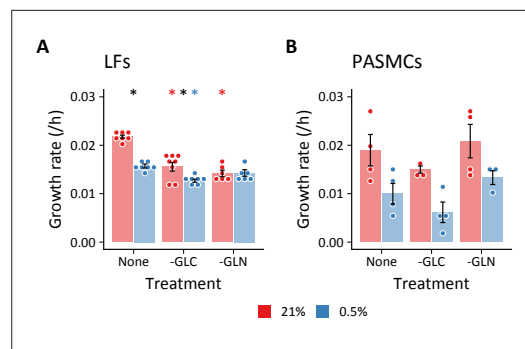 A
LFs
* * * * *
Growth rate (/h)
0.03
0.02
0.01
0.00
None -GLC -GLN
Treatment
B
PASMCs
Growth rate (/h)
0.03
0.02
0.01
0.00
None -GLC -GLN
Treatment
21% 0.5%